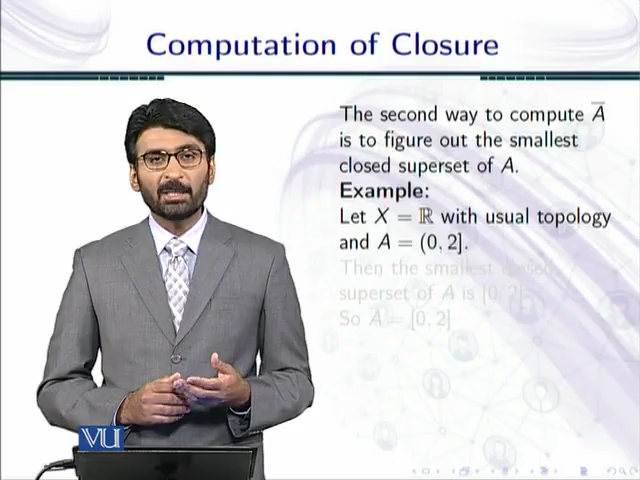 Computation of Closure
The second way to compute A̅
is to figure out the smallest
closed superset of A.
Example:
Let X = ℝ with usual topology
and A = (0, 2].
Then the smallest closed
superset of A is [0, 2]
So A̅ = [0, 2]
VU